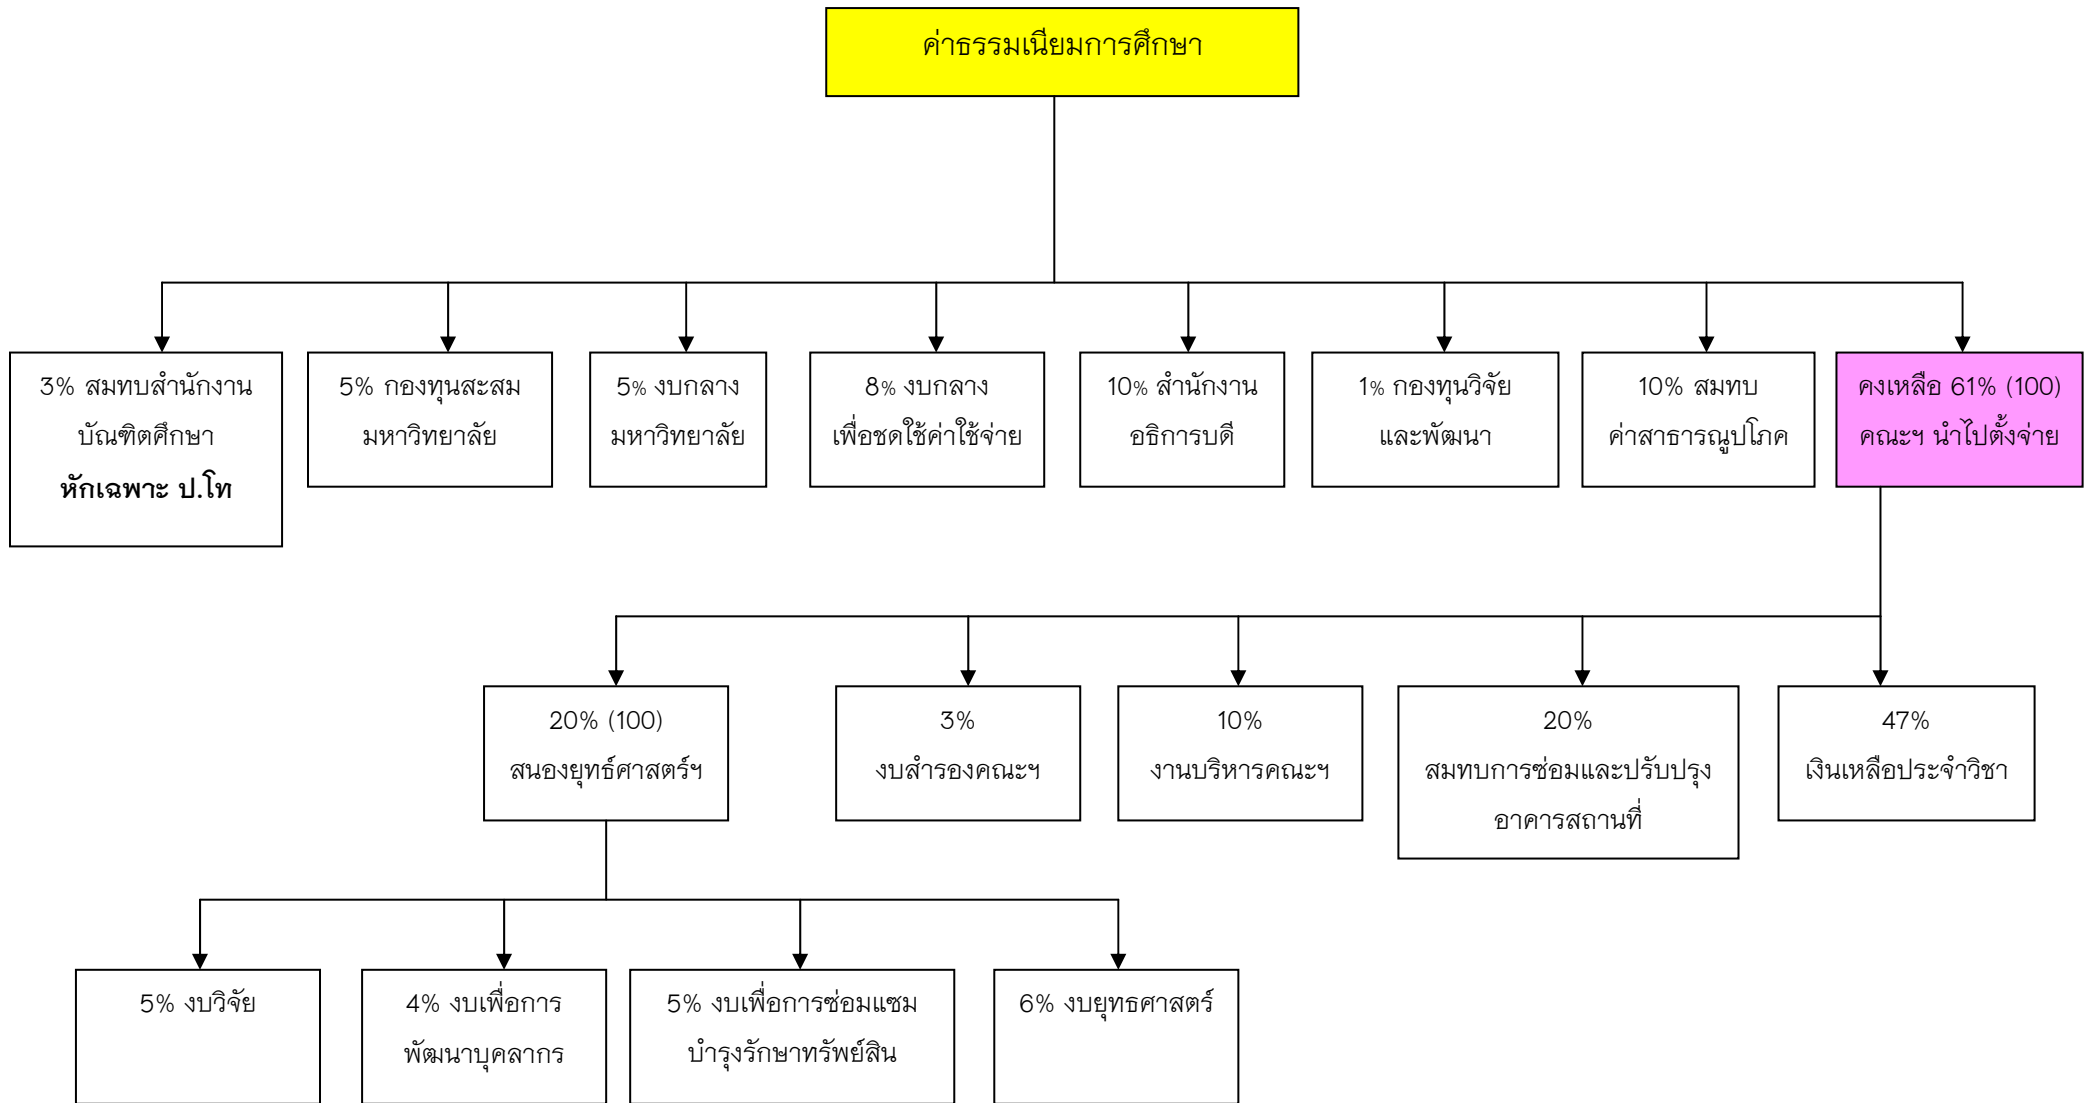 ค่าธรรมเนียมการศึกษา
3% สมทบสำนักงาน
บัณฑิตศึกษา
หักเฉพาะ ป.โท
5% กองทุนสะสม
มหาวิทยาลัย
5% งบกลาง
มหาวิทยาลัย
8% งบกลาง
เพื่อชดใช้ค่าใช้จ่าย
10% สำนักงาน
อธิการบดี
1% กองทุนวิจัย
และพัฒนา
10% สมทบ
ค่าสาธารณูปโภค
คงเหลือ 61% (100)
คณะฯ นำไปตั้งจ่าย
20% (100)
สนองยุทธ์ศาสตร์ฯ
3%
งบสำรองคณะฯ
10%
งานบริหารคณะฯ
20%
สมทบการซ่อมและปรับปรุง
อาคารสถานที่
47%
เงินเหลือประจำวิชา
5% งบวิจัย
4% งบเพื่อการ
พัฒนาบุคลากร
5% งบเพื่อการซ่อมแซม
บำรุงรักษาทรัพย์สิน
6% งบยุทธศาสตร์